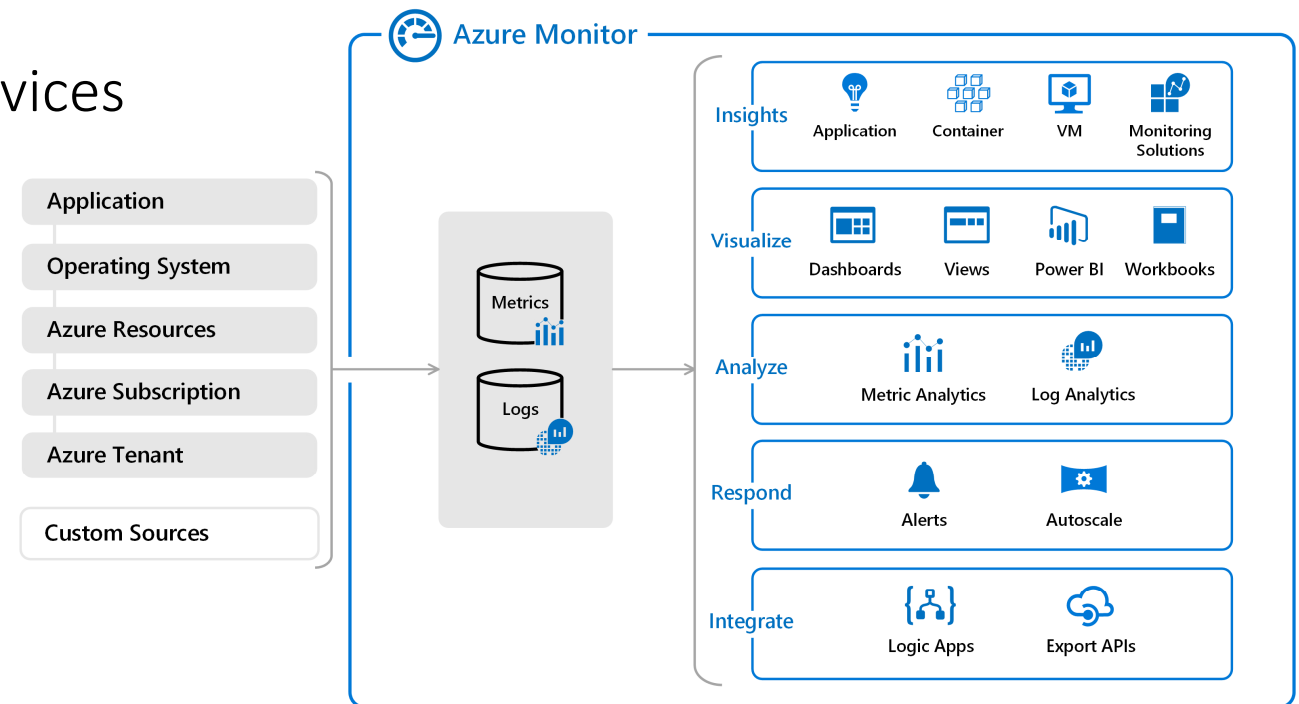 Azure Monitor
vices
Application
Operating System
Azure Resources
Azure Subscription
Azure Tenant
Custom Sources
Metrics
Logs
Insights
Application
Container
VM
Monitoring
Solutions
Visualize
Dashboards
Views
Power BI
Workbooks
Analyze
Metric Analytics
Log Analytics
Respond
Alerts
Autoscale
Integrate
Logic Apps
Export APIs